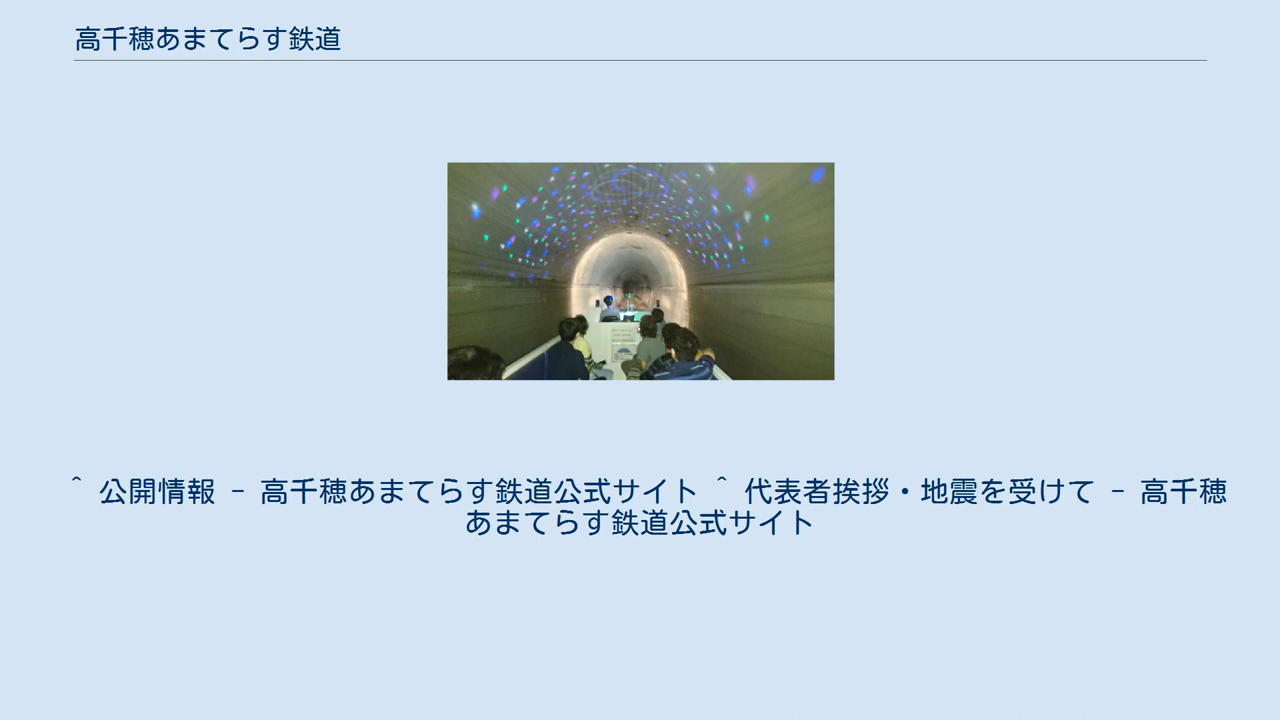 高千穂あまてらす鉄道
^ 公開情報 - 高千穂あまてらす鉄道公式サイト ^ 代表者挨拶・地震を受けて - 高千穂
あまてらす鉄道公式サイト